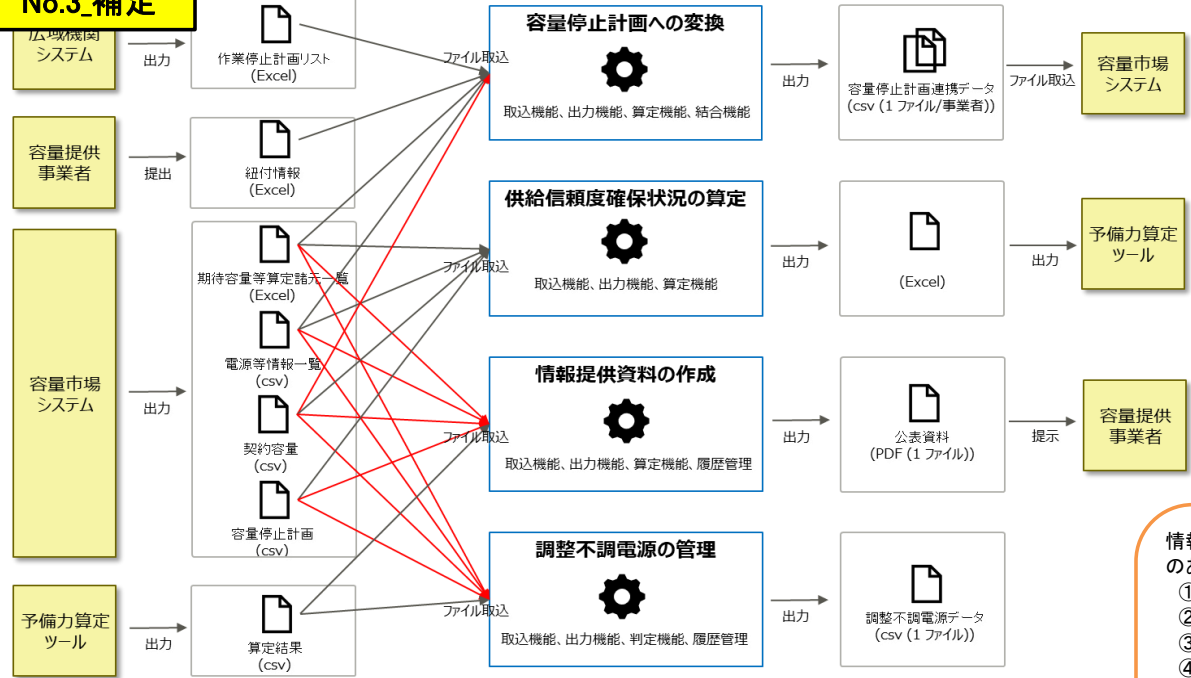 No.3_補定
広域機関
システム
出力
作業停止計画リスト
(Excel)
容量提供
事業者
提出
紐付情報
(Excel)
容量市場
システム
出力
期待容量等算定諸元一覧
(Excel)
電源等情報一覧
(csv)
契約容量
(csv)
容量停止計画
(csv)
予備力算定
ツール
出力
算定結果
(csv)
ファイル取込
容量停止計画への変換
取込機能、出力機能、算定機能、結合機能
出力
容量停止計画連携データ
(csv (1 ファイル/事業者))
ファイル取込
容量市場
システム
ファイル取込
供給信頼度確保状況の算定
取込機能、出力機能、算定機能
出力
(Excel)
出力
予備力算定
ツール
ファイル取込
情報提供資料の作成
取込機能、出力機能、算定機能、履歴管理
出力
公表資料
(PDF (1 ファイル))
提示
容量提供
事業者
ファイル取込
調整不調電源の管理
取込機能、出力機能、判定機能、履歴管理
出力
調整不調電源データ
(csv (1 ファイル))
情報
の
①
②
③
④